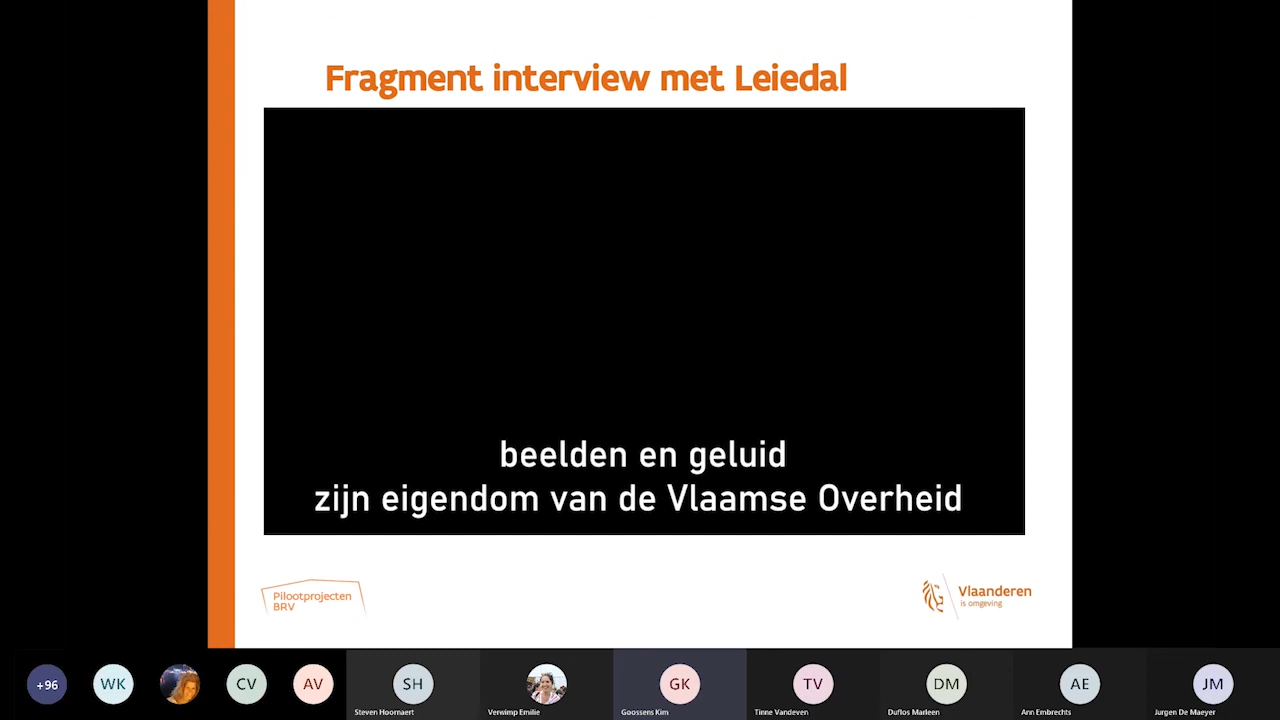 Fragment interview met Leiedal
beelden en geluid
zijn eigendom van de Vlaamse Overheid
Pilootprojecten
BRV
Vlaanderen
is omgeving
+96
WK
CV
AV
SH
Steven Hoornaert
Verwimp Emilie
GK
Goossens Kim
TV
Tinne Vandeven
DM
Duflos Marleen
AE
Ann Embrechts
JM
Jurgen De Maeyer